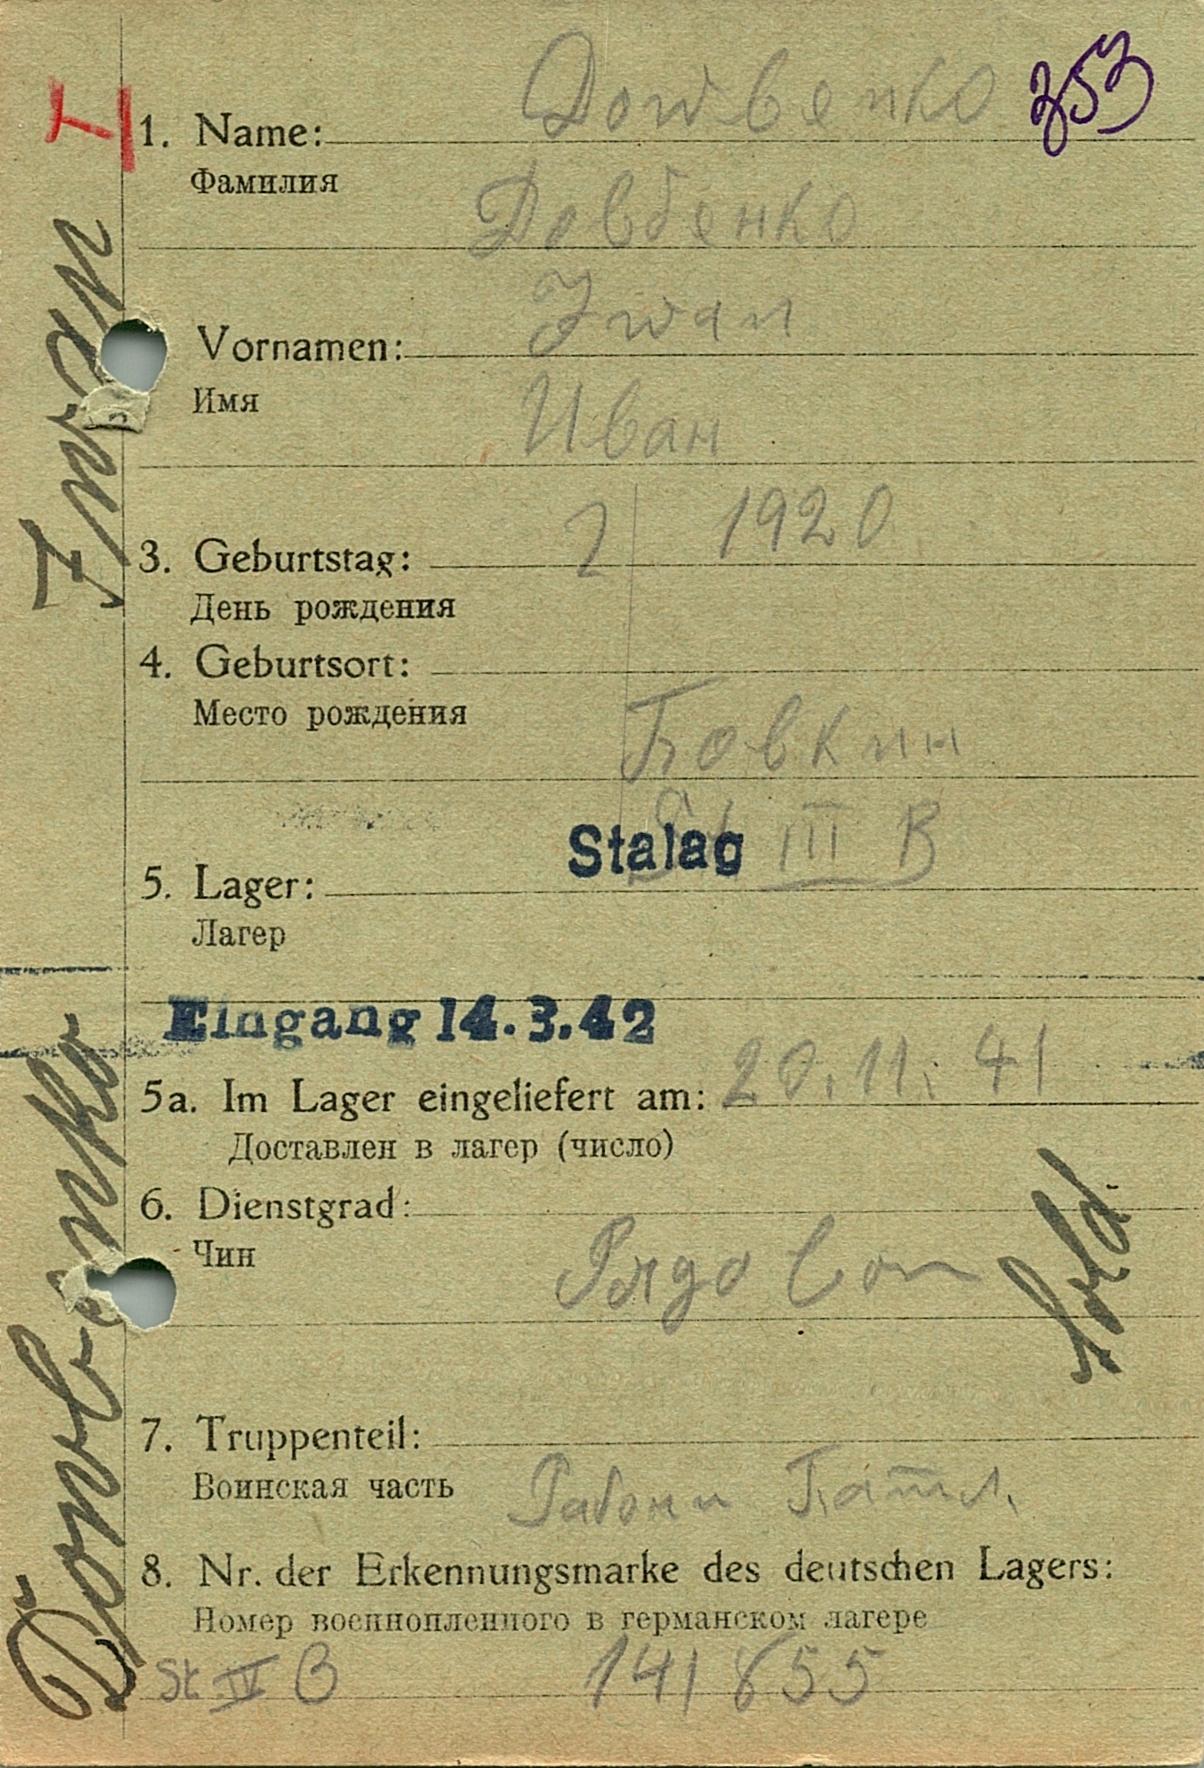 353
1. Name: Dowbenko
Фамилия
Довбенко
Vornamen: Iwan
Имя
Иван
3. Geburtstag: 2 1920
День рождения
4. Geburtsort:
Место рождения
Stalag III B
5. Lager:
Лагер
Eingang 14.3.42
5a. Im Lager eingeliefert am: 20.11.41
Доставлен в лагер (число)
6. Dienstgrad:
Чин
Sold.
7. Truppenteil:
Воинская часть
8. Nr. der Erkennungsmarke des deutschen Lagers:
Номер военнопленного в германском лагере
St IV B 141855
Dowbenko Iwan